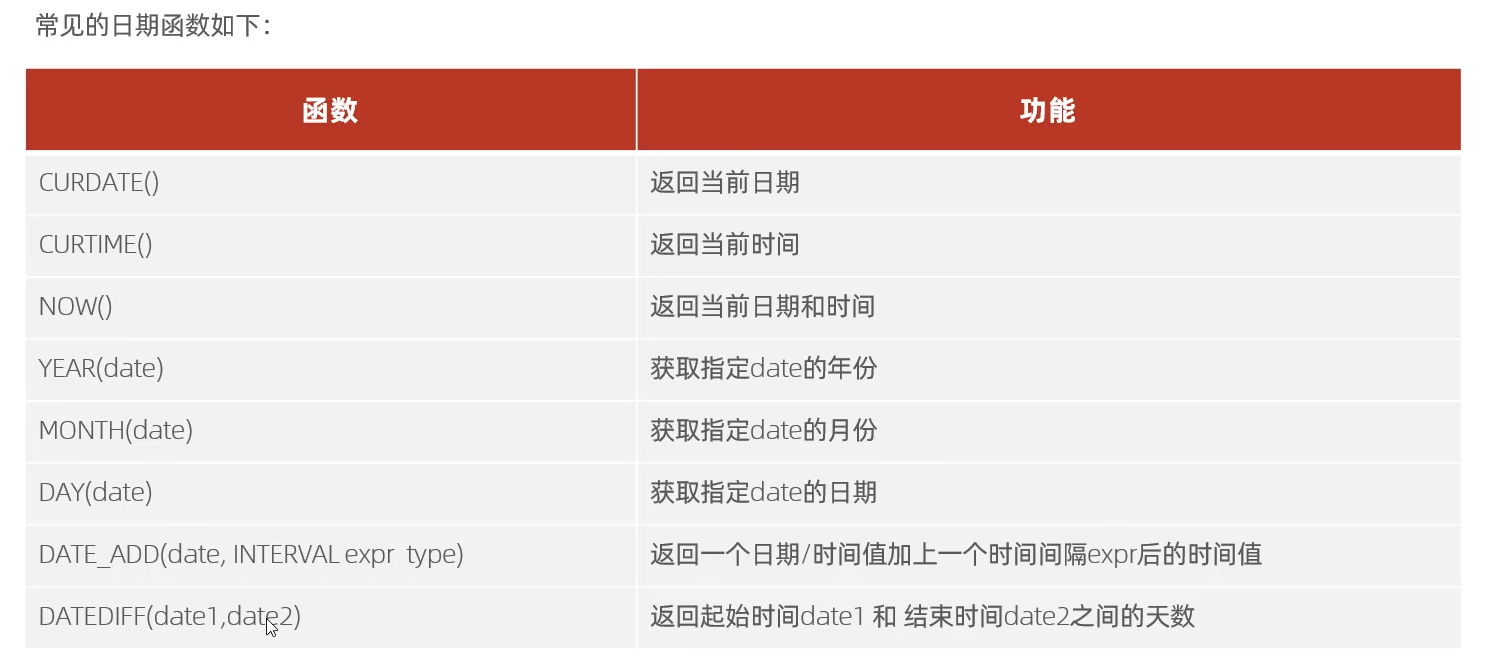 常见的日期函数如下：
函数 功能
CURDATE() 返回当前日期
CURTIME() 返回当前时间
NOW() 返回当前日期和时间
YEAR(date) 获取指定date的年份
MONTH(date) 获取指定date的月份
DAY(date) 获取指定date的日期
DATE_ADD(date, INTERVAL expr type) 返回一个日期/时间值加上一个时间间隔expr后的时间值
DATEDIFF(date1,date2) 返回起始时间date1 和 结束时间date2之间的天数